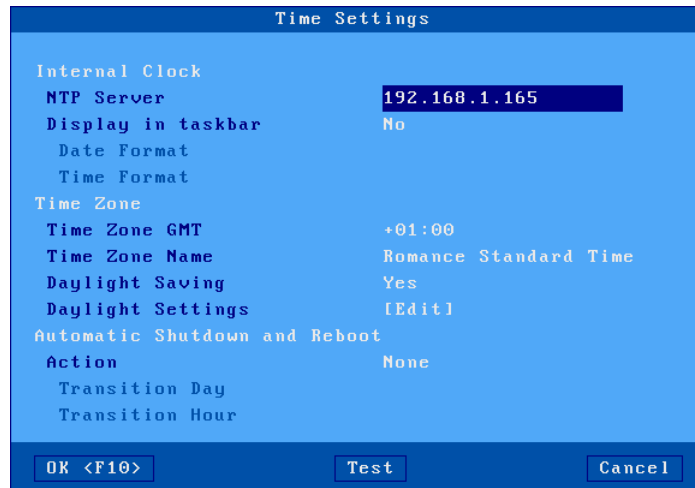 Time Settings
Internal Clock
NTP Server 192.168.1.165
Display in taskbar No
Date Format
Time Format
Time Zone
Time Zone GMT +01:00
Time Zone Name Romance Standard Time
Daylight Saving Yes
Daylight Settings [Edit]
Automatic Shutdown and Reboot
Action None
Transition Day
Transition Hour
OK <F10> Test Cancel